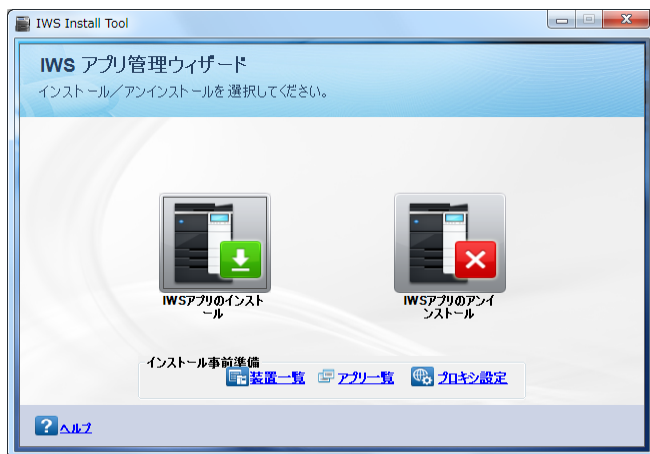 IWS Install Tool
IWS アプリ管理ウィザード
インストール／アンインストールを選択してください。
IWSアプリのインスト
ール
IWSアプリのアンイ
ンストール
インストール事前準備
装置一覧 アプリ一覧 プロキシ設定
? ヘルプ